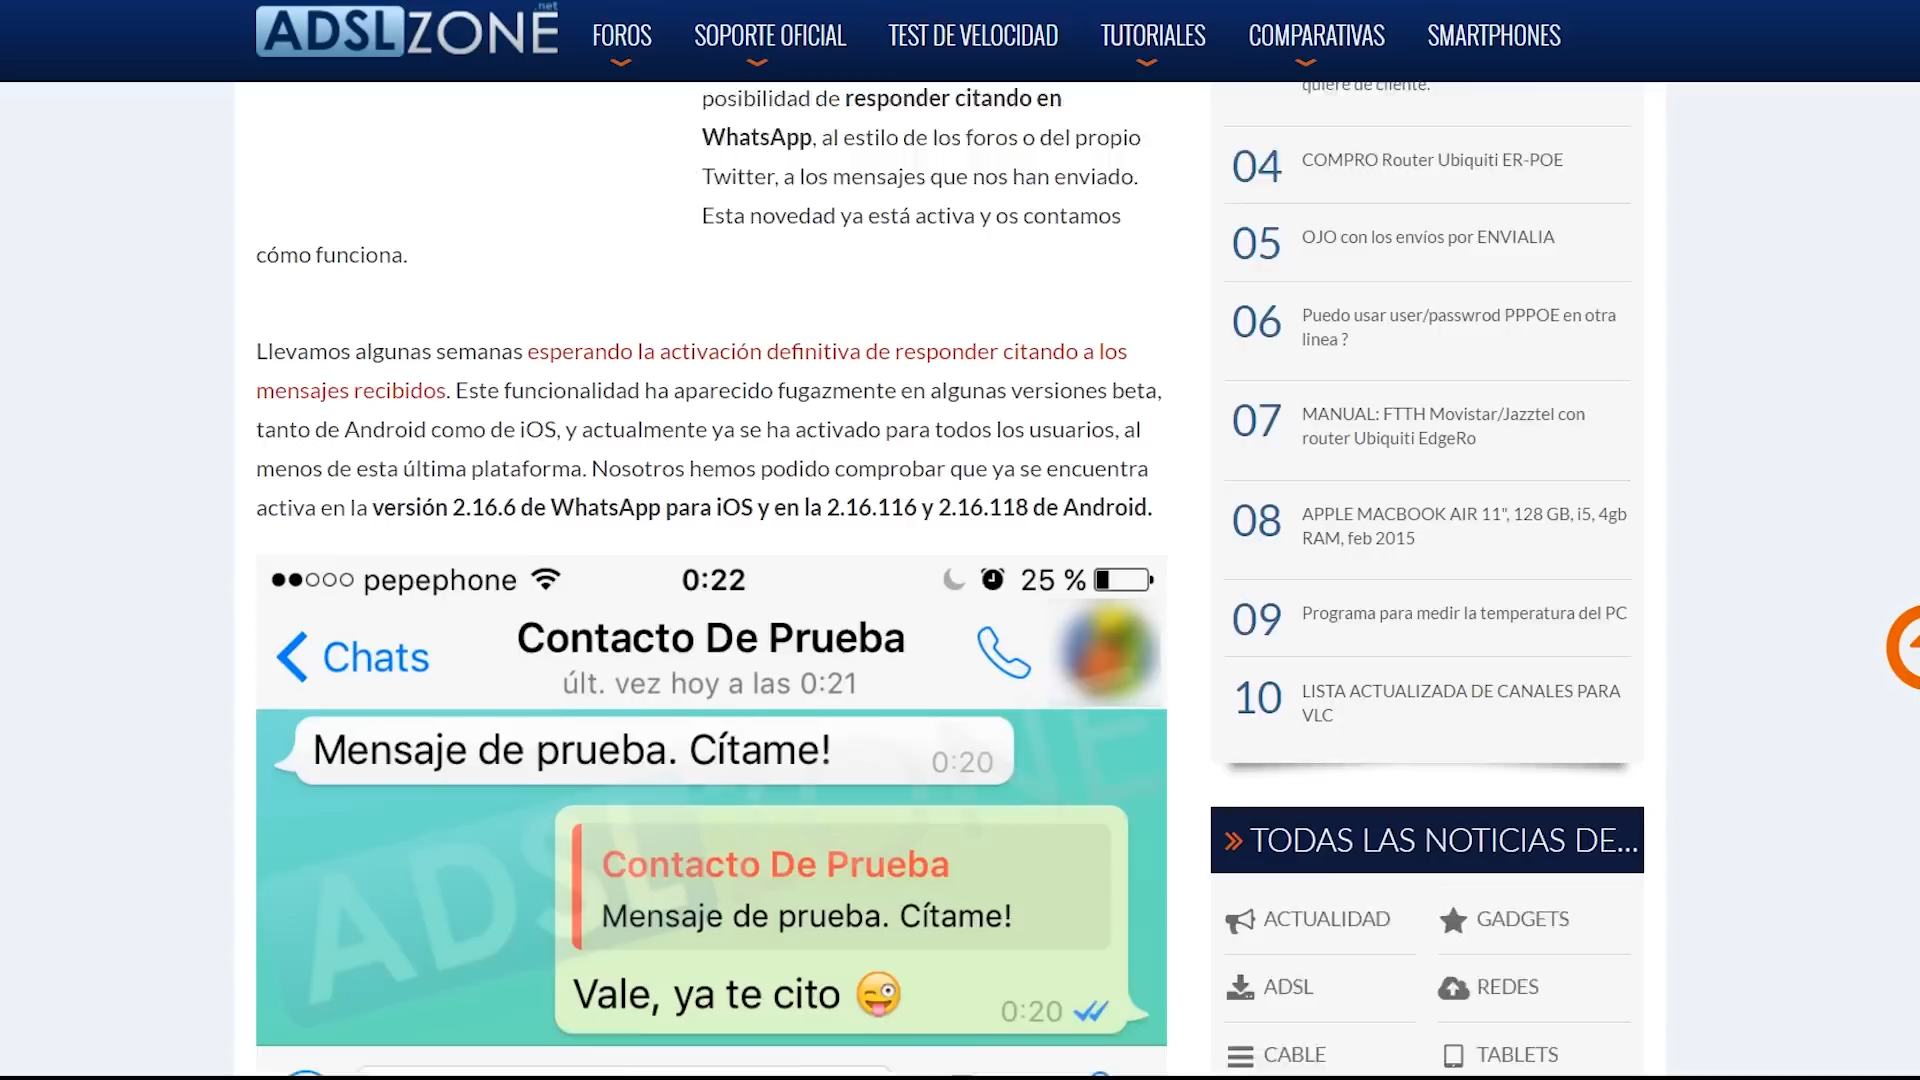 ADSLZONE .net
FOROS SOPORTE OFICIAL TEST DE VELOCIDAD TUTORIALES COMPARATIVAS SMARTPHONES
posibilidad de responder citando en
WhatsApp, al estilo de los foros o del propio
Twitter, a los mensajes que nos han enviado.
Esta novedad ya está activa y os contamos
cómo funciona.
Llevamos algunas semanas esperando la activación definitiva de responder citando a los
mensajes recibidos. Este funcionalidad ha aparecido fugazmente en algunas versiones beta,
tanto de Android como de iOS, y actualmente ya se ha activado para todos los usuarios, al
menos de esta última plataforma. Nosotros hemos podido comprobar que ya se encuentra
activa en la versión 2.16.6 de WhatsApp para iOS y en la 2.16.116 y 2.16.118 de Android.
pepephone 0:22 25 %
Chats Contacto De Prueba
últ. vez hoy a las 0:21
Mensaje de prueba. Cítame! 0:20
Contacto De Prueba
Mensaje de prueba. Cítame!
Vale, ya te cito 😜 0:20
ADSLZONE
quiere de cliente.
04 COMPRO Router Ubiquiti ER-POE
05 OJO con los envíos por ENVIALIA
06 Puedo usar user/passwrod PPPOE en otra
linea ?
07 MANUAL: FTTH Movistar/Jazztel con
router Ubiquiti EdgeRo
08 APPLE MACBOOK AIR 11", 128 GB, i5, 4gb
RAM, feb 2015
09 Programa para medir la temperatura del PC
10 LISTA ACTUALIZADA DE CANALES PARA
VLC
» TODAS LAS NOTICIAS DE...
ACTUALIDAD GADGETS
ADSL REDES
CABLE TABLETS